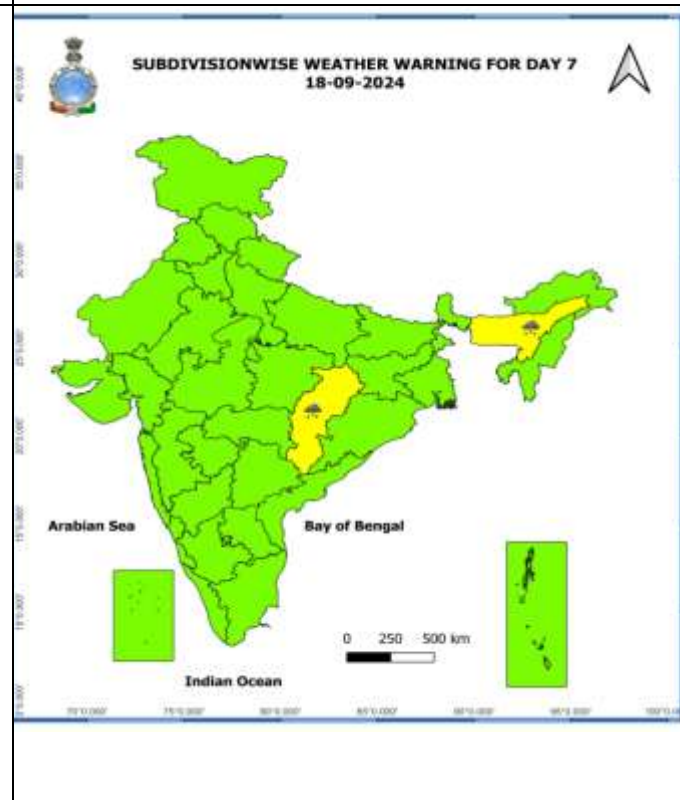 SUBDIVISIONWISE WEATHER WARNING FOR DAY 7
18-09-2024
Arabian Sea
Bay of Bengal
0 250 500 km
Indian Ocean